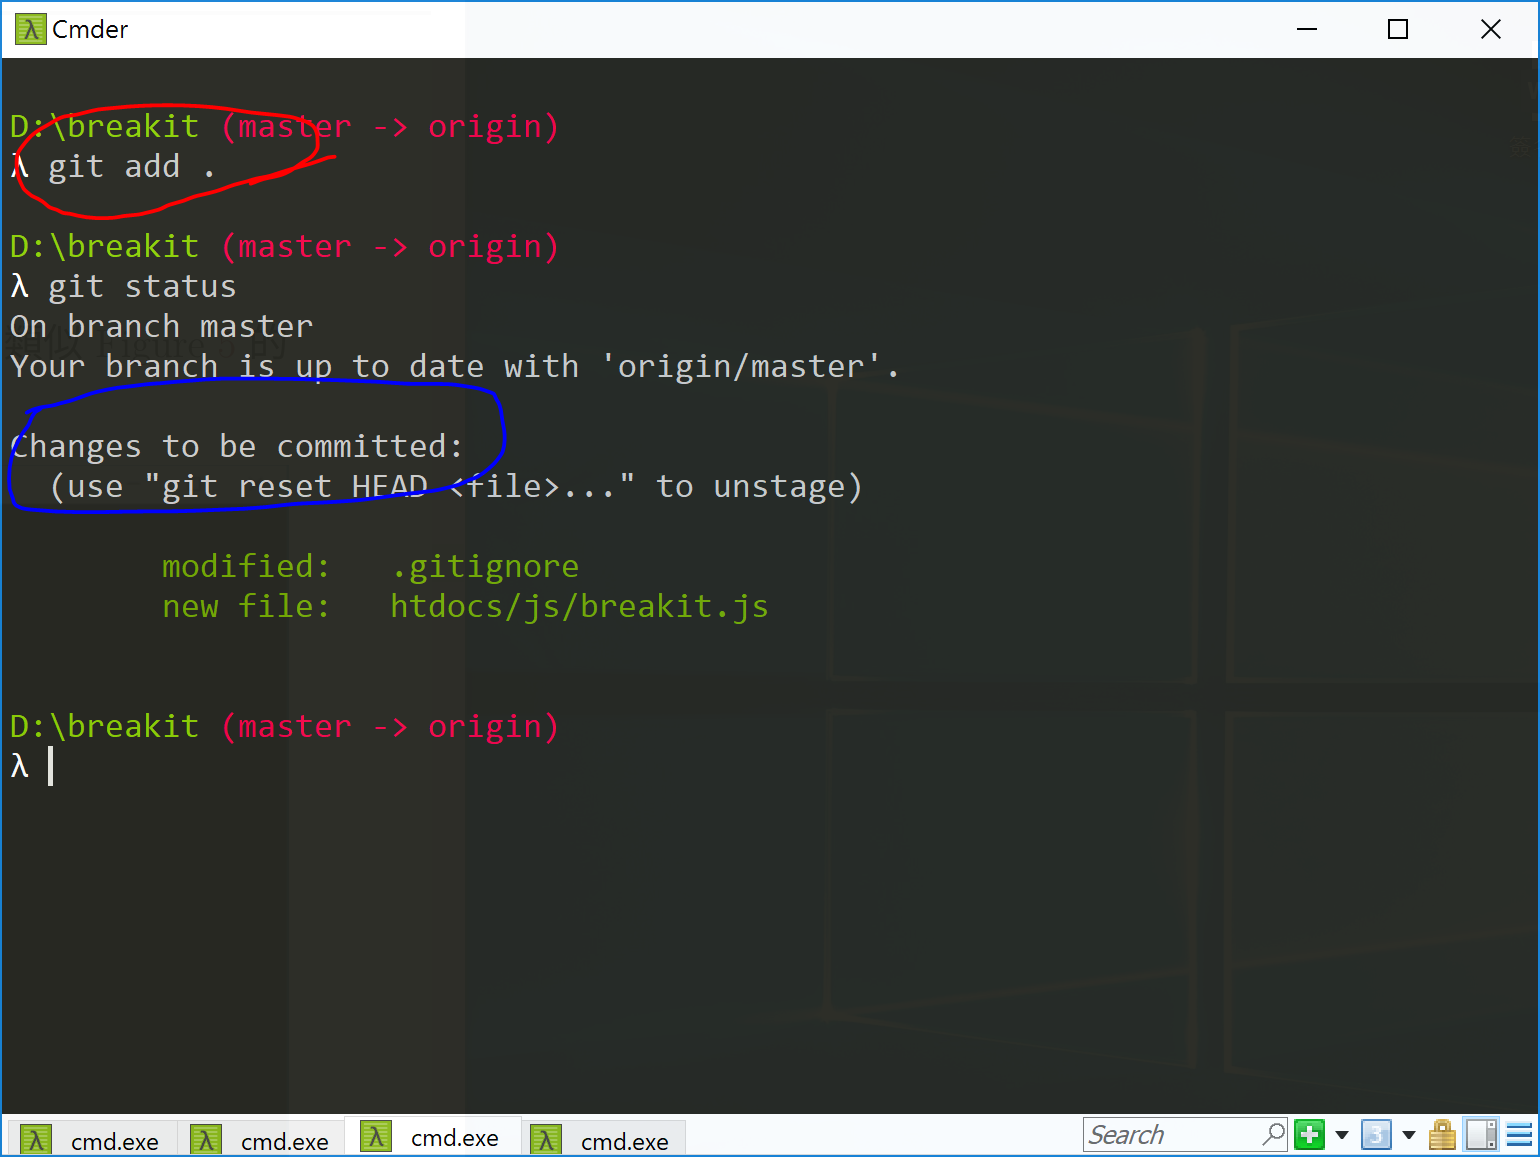 Cmder
D:\breakit (master -> origin)
λ git add .
D:\breakit (master -> origin)
λ git status
On branch master
Your branch is up to date with 'origin/master'.
Changes to be committed:
  (use "git reset HEAD <file>..." to unstage)
        modified:   .gitignore
        new file:   htdocs/js/breakit.js
D:\breakit (master -> origin)
λ
λ cmd.exe λ cmd.exe λ cmd.exe λ cmd.exe Search 3